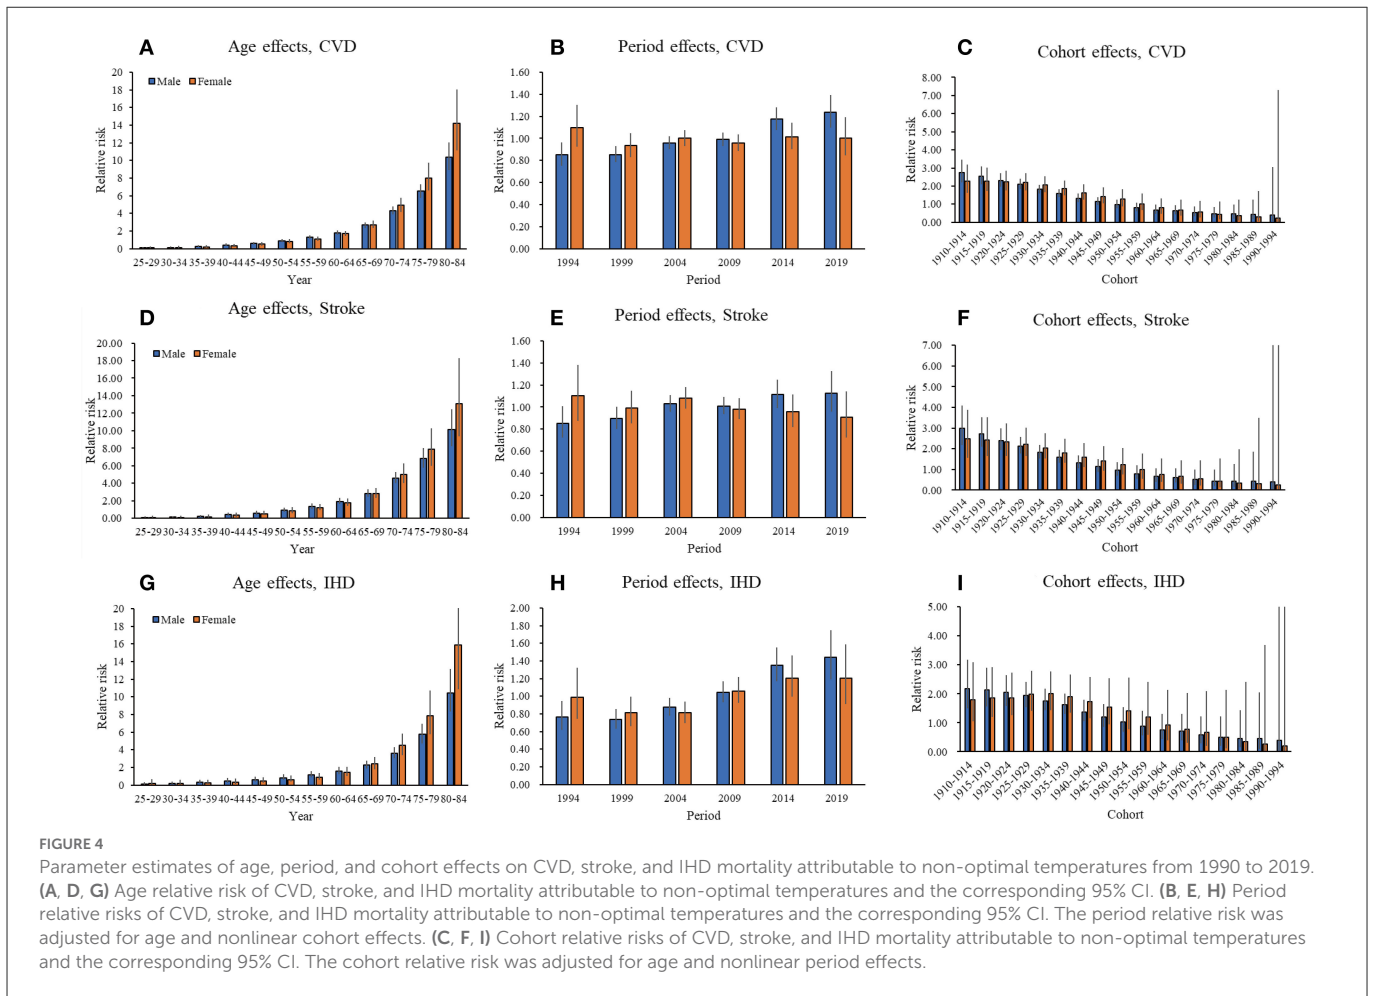 A
Age effects, CVD
20
18
16
14
12
10
8
6
4
2
0
Relative risk
Male Female
25-29 30-34 35-39 40-44 45-49 50-54 55-59 60-64 65-69 70-74 75-79 80-84
Year
B
Period effects, CVD
1.60
1.40
1.20
1.00
0.80
0.60
0.40
0.20
0.00
Relative risk
1994 1999 2004 2009 2014 2019
Period
C
Cohort effects, CVD
8.00
7.00
6.00
5.00
4.00
3.00
2.00
1.00
0.00
Relative risk
1910-1914 1915-1919 1920-1924 1925-1929 1930-1934 1935-1939 1940-1944 1945-1949 1950-1954 1955-1959 1960-1964 1965-1969 1970-1974 1975-1979 1980-1984 1985-1989 1990-1994
Cohort
D
Age effects, Stroke
20.00
18.00
16.00
14.00
12.00
10.00
8.00
6.00
4.00
2.00
0.00
Relative risk
Male Female
25-29 30-34 35-39 40-44 45-49 50-54 55-59 60-64 65-69 70-74 75-79 80-84
Year
E
Period effects, Stroke
1.60
1.40
1.20
1.00
0.80
0.60
0.40
0.20
0.00
Relative risk
1994 1999 2004 2009 2014 2019
Period
F
Cohort effects, Stroke
7.00
6.00
5.00
4.00
3.00
2.00
1.00
0.00
Relative risk
1910-1914 1915-1919 1920-1924 1925-1929 1930-1934 1935-1939 1940-1944 1945-1949 1950-1954 1955-1959 1960-1964 1965-1969 1970-1974 1975-1979 1980-1984 1985-1989 1990-1994
Cohort
G
Age effects, IHD
20
18
16
14
12
10
8
6
4
2
0
Relative risk
Male Female
25-29 30-34 35-39 40-44 45-49 50-54 55-59 60-64 65-69 70-74 75-79 80-84
Year
H
Period effects, IHD
2.00
1.80
1.60
1.40
1.20
1.00
0.80
0.60
0.40
0.20
0.00
Relative risk
1994 1999 2004 2009 2014 2019
Period
I
Cohort effects, IHD
5.00
4.00
3.00
2.00
1.00
0.00
Relative risk
1910-1914 1915-1919 1920-1924 1925-1929 1930-1934 1935-1939 1940-1944 1945-1949 1950-1954 1955-1959 1960-1964 1965-1969 1970-1974 1975-1979 1980-1984 1985-1989 1990-1994
Cohort
FIGURE 4
Parameter estimates of age, period, and cohort effects on CVD, stroke, and IHD mortality attributable to non-optimal temperatures from 1990 to 2019.
(A, D, G) Age relative risk of CVD, stroke, and IHD mortality attributable to non-optimal temperatures and the corresponding 95% CI. (B, E, H) Period
relative risks of CVD, stroke, and IHD mortality attributable to non-optimal temperatures and the corresponding 95% CI. The period relative risk was
adjusted for age and nonlinear cohort effects. (C, F, I) Cohort relative risks of CVD, stroke, and IHD mortality attributable to non-optimal temperatures
and the corresponding 95% CI. The cohort relative risk was adjusted for age and nonlinear period effects.